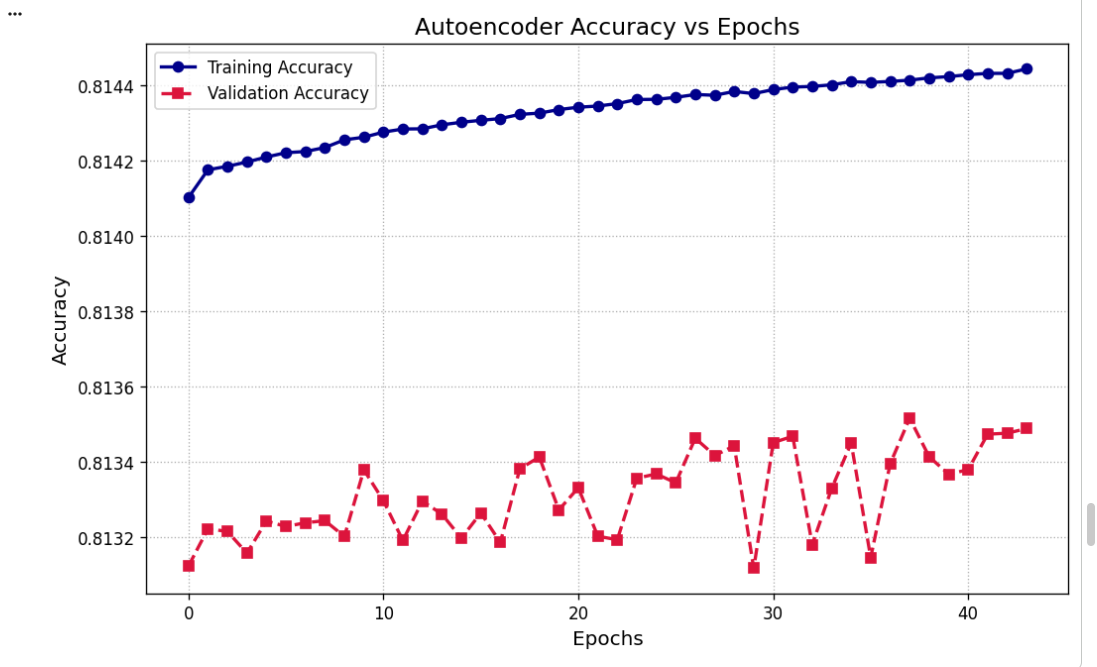 ...
Autoencoder Accuracy vs Epochs
Training Accuracy
Validation Accuracy
0.8144
0.8142
0.8140
0.8138
0.8136
0.8134
0.8132
Accuracy
0 10 20 30 40
Epochs